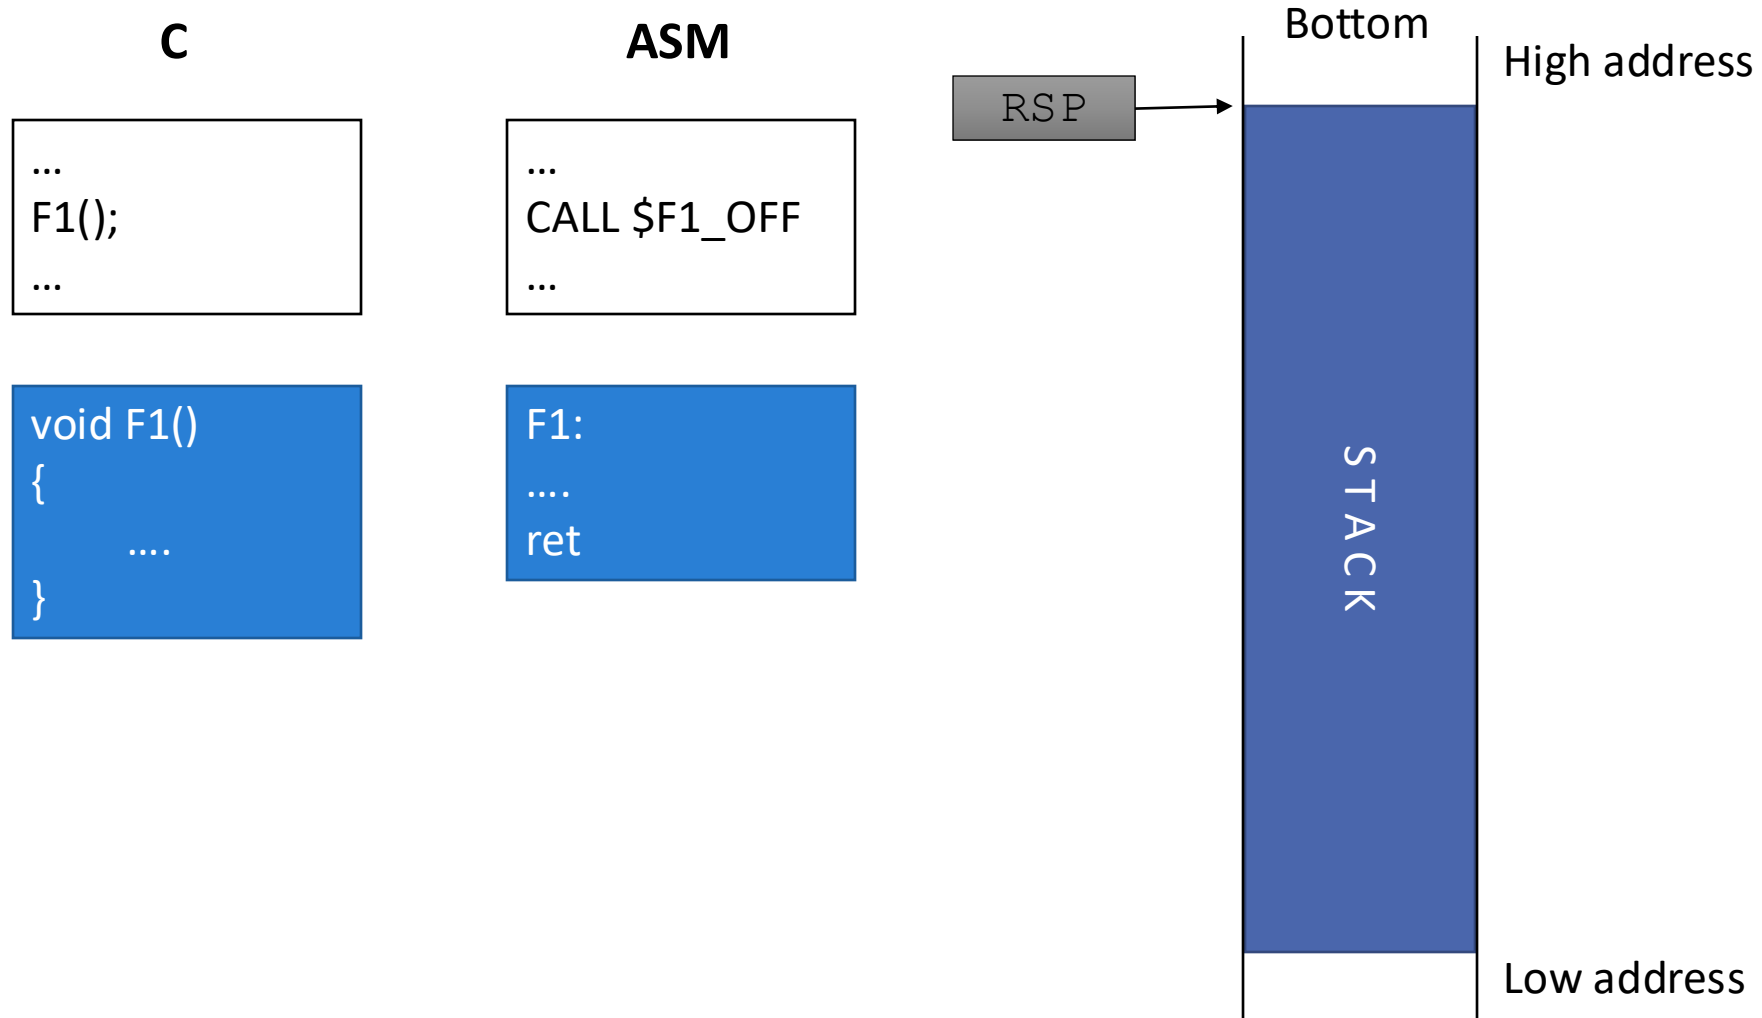 C
…
F1();
…
void F1()
{
….
}
ASM
…
CALL $F1_OFF
…
F1:
….
ret
RSP
Bottom
High address
STACK
Low address